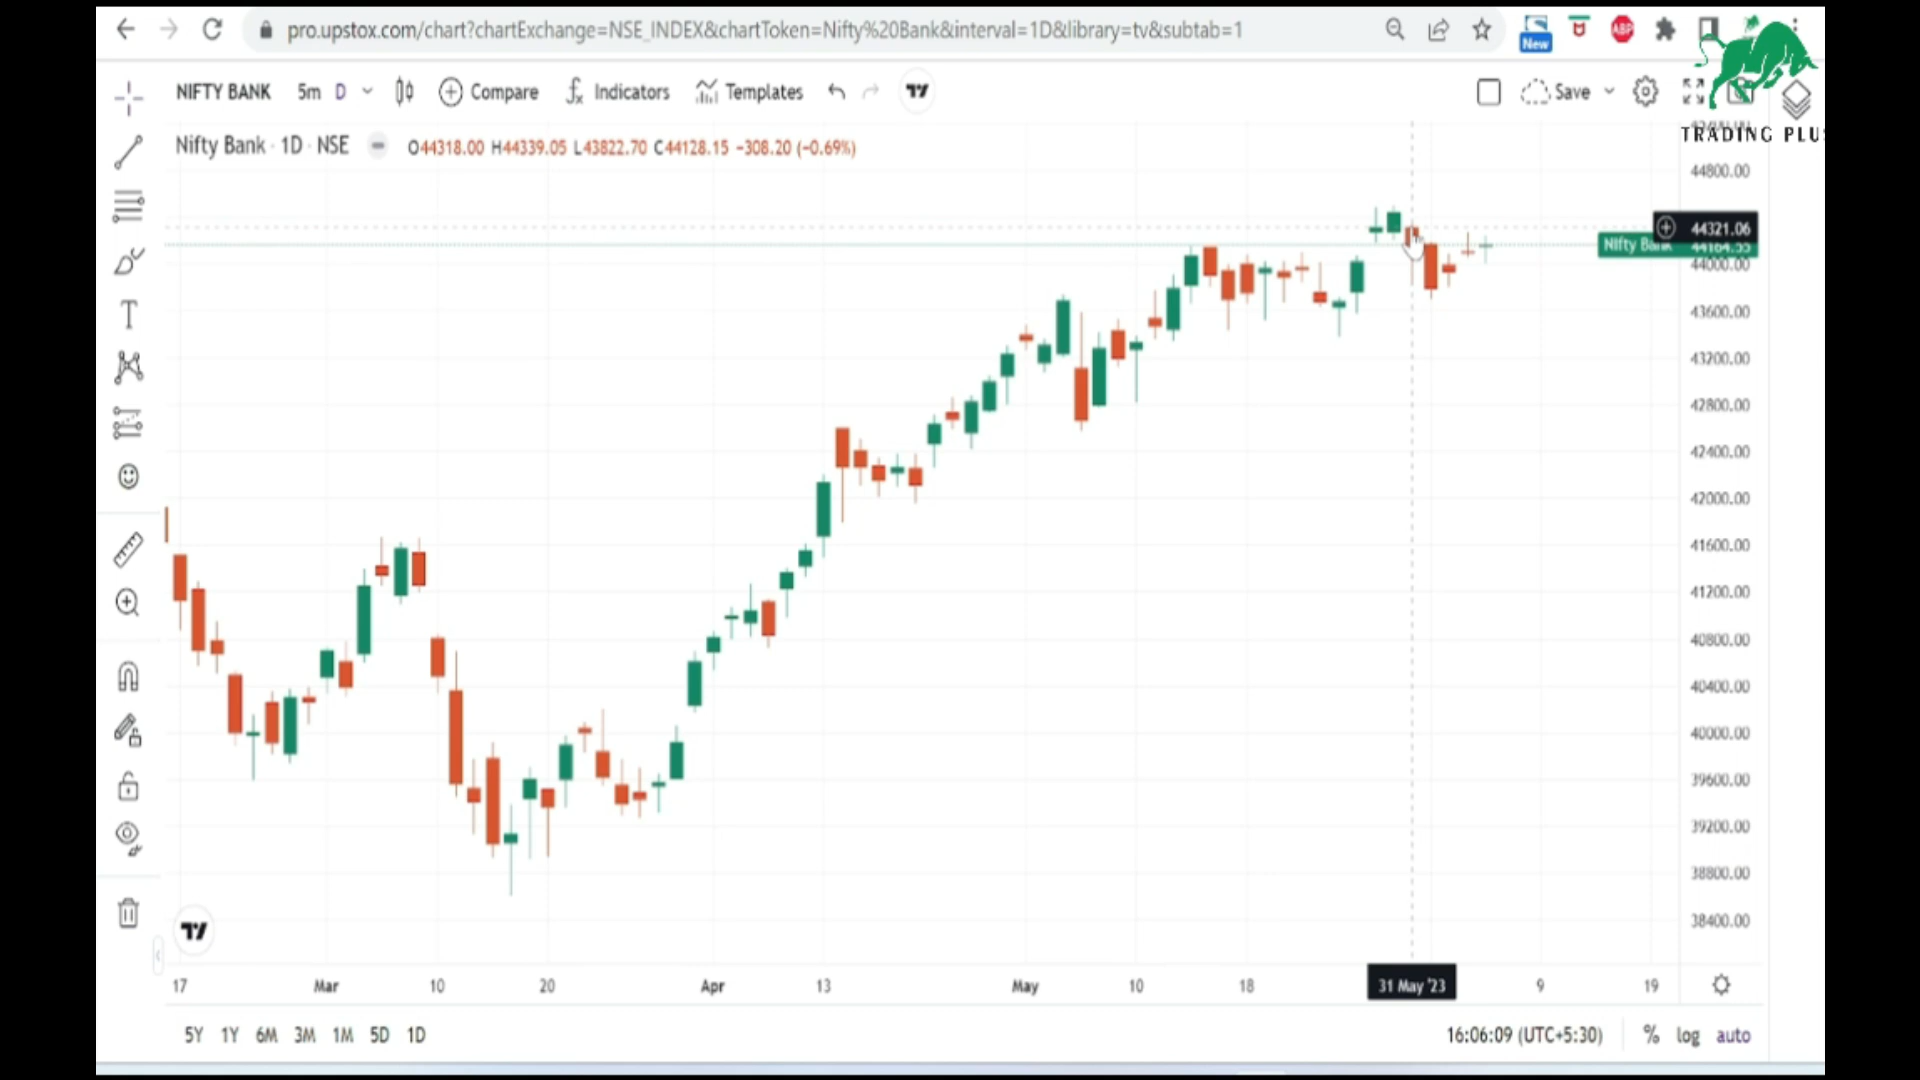 pro.upstox.com/chart?chartExchange=NSE_INDEX&chartToken=Nifty%20Bank&interval=1D&library=tv&subtab=1
New
ABP
NIFTY BANK 5m D Compare Indicators Templates Save
TRADING PLU
Nifty Bank · 1D · NSE O44318.00 H44339.05 L43822.70 C44128.15 −308.20 (−0.69%)
44800.00
44321.06
Nifty Bank 44164.55
44000.00
43600.00
43200.00
42800.00
42400.00
42000.00
41600.00
41200.00
40800.00
40400.00
40000.00
39600.00
39200.00
38800.00
38400.00
17 Mar 10 20 Apr 13 May 10 18 31 May '23 9 19
5Y 1Y 6M 3M 1M 5D 1D 16:06:09 (UTC+5:30) % log auto